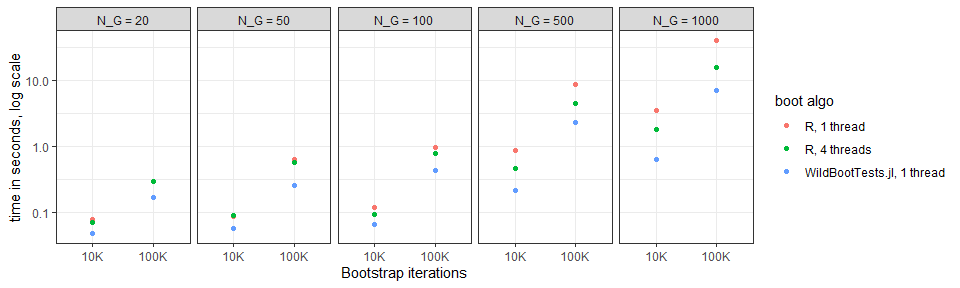 N_G = 20
N_G = 50
N_G = 100
N_G = 500
N_G = 1000
time in seconds, log scale
10.0
1.0
0.1
10K
100K
10K
100K
10K
100K
10K
100K
10K
100K
Bootstrap iterations
boot algo
R, 1 thread
R, 4 threads
WildBootTests.jl, 1 thread